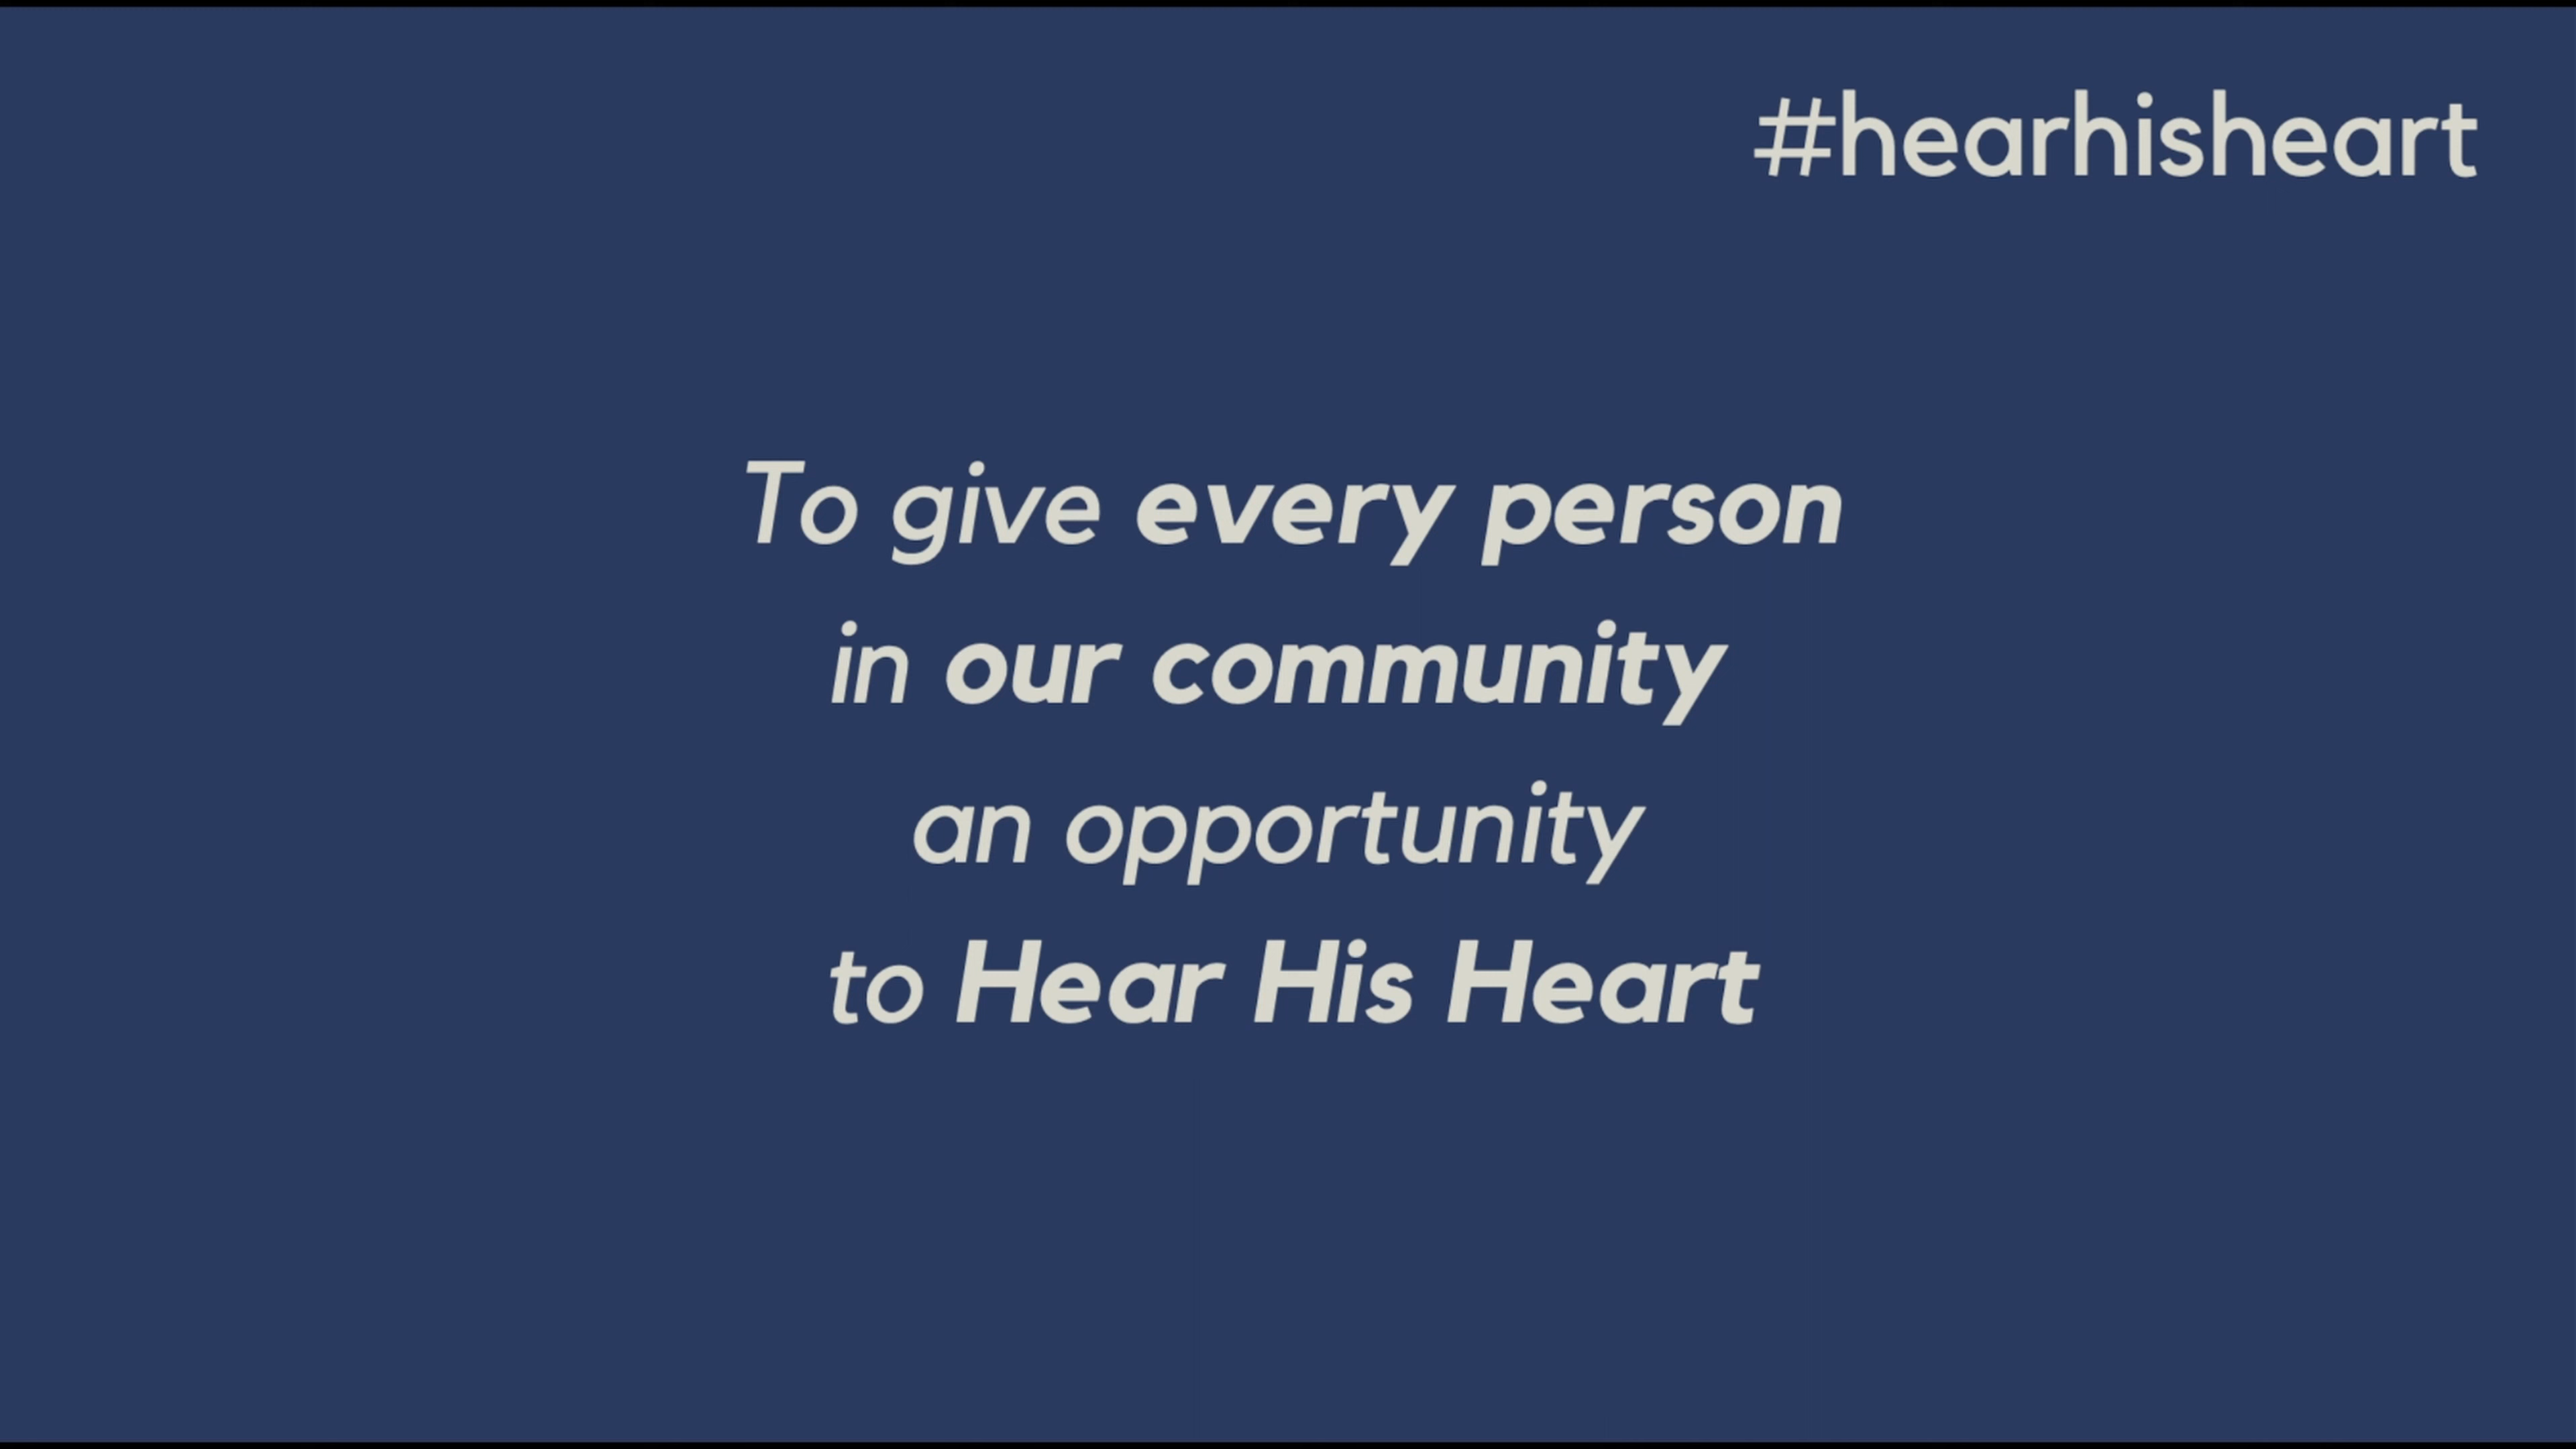 #hearhisheart
To give every person
in our community
an opportunity
to Hear His Heart